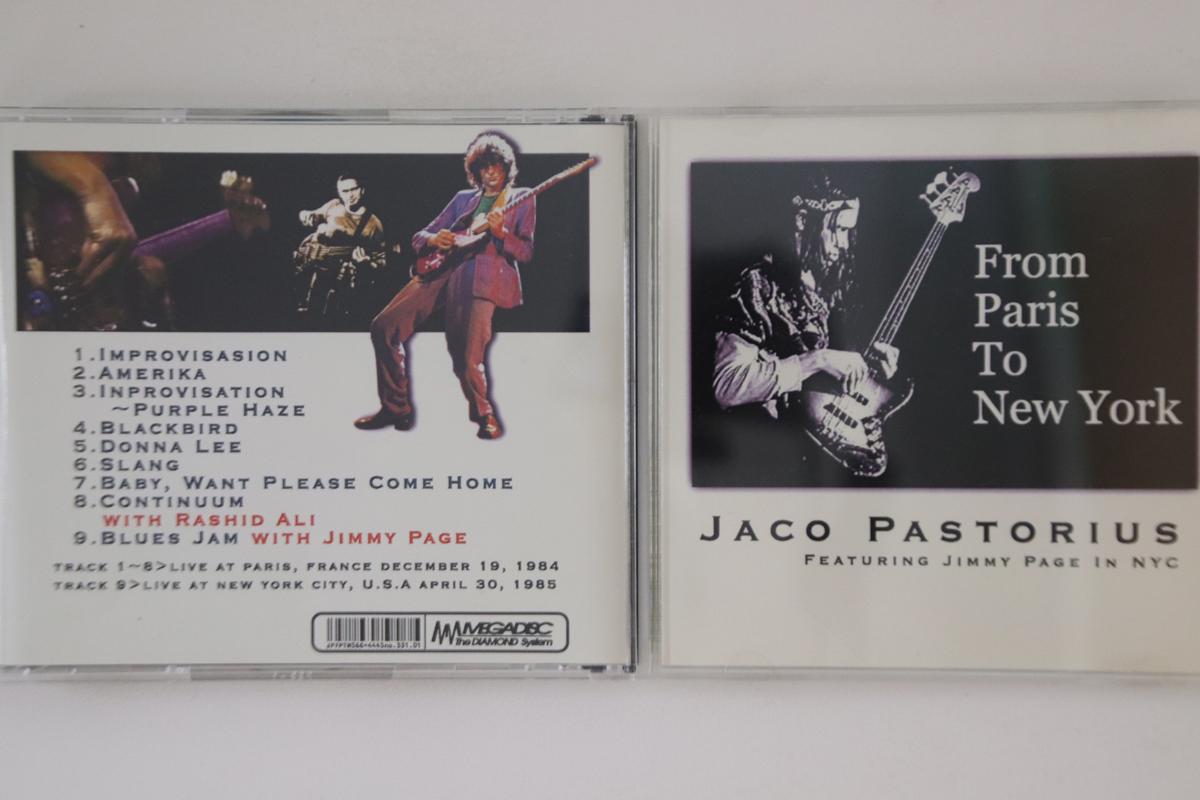 1.IMPROVISASION
2.AMERIKA
3.INPROVISATION
~PURPLE HAZE
4.BLACKBIRD
5.DONNA LEE
6.SLANG
7.BABY, WANT PLEASE COME HOME
8.CONTINUUM
WITH RASHID ALI
9.BLUES JAM WITH JIMMY PAGE
TRACK 1~8>LIVE AT PARIS, FRANCE DECEMBER 19, 1984
TRACK 9>LIVE AT NEW YORK CITY, U.S.A APRIL 30, 1985
MEGADISC
The DIAMOND System
From
Paris
To
New York
JACO PASTORIUS
FEATURING JIMMY PAGE IN NYC